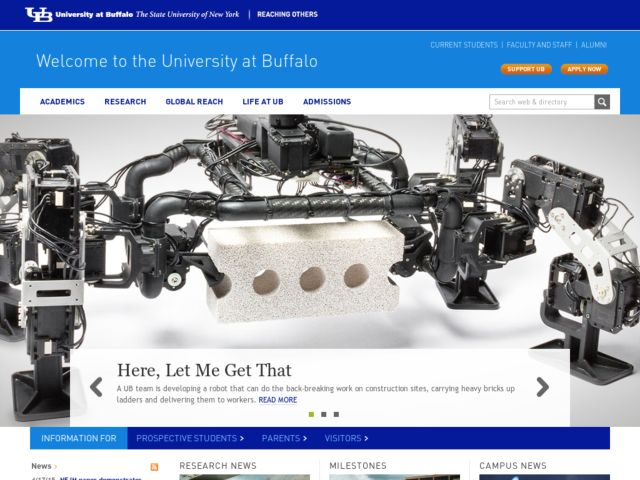 UB University at Buffalo The State University of New York | REACHING OTHERS
CURRENT STUDENTS | FACULTY AND STAFF | ALUMNI
Welcome to the University at Buffalo
SUPPORT UB APPLY NOW
ACADEMICS RESEARCH GLOBAL REACH LIFE AT UB ADMISSIONS
Search web & directory
Here, Let Me Get That
A UB team is developing a robot that can do the back-breaking work on construction sites, carrying heavy bricks up
ladders and delivering them to workers. READ MORE
INFORMATION FOR PROSPECTIVE STUDENTS > PARENTS > VISITORS >
News > RESEARCH NEWS MILESTONES CAMPUS NEWS
4/17/15